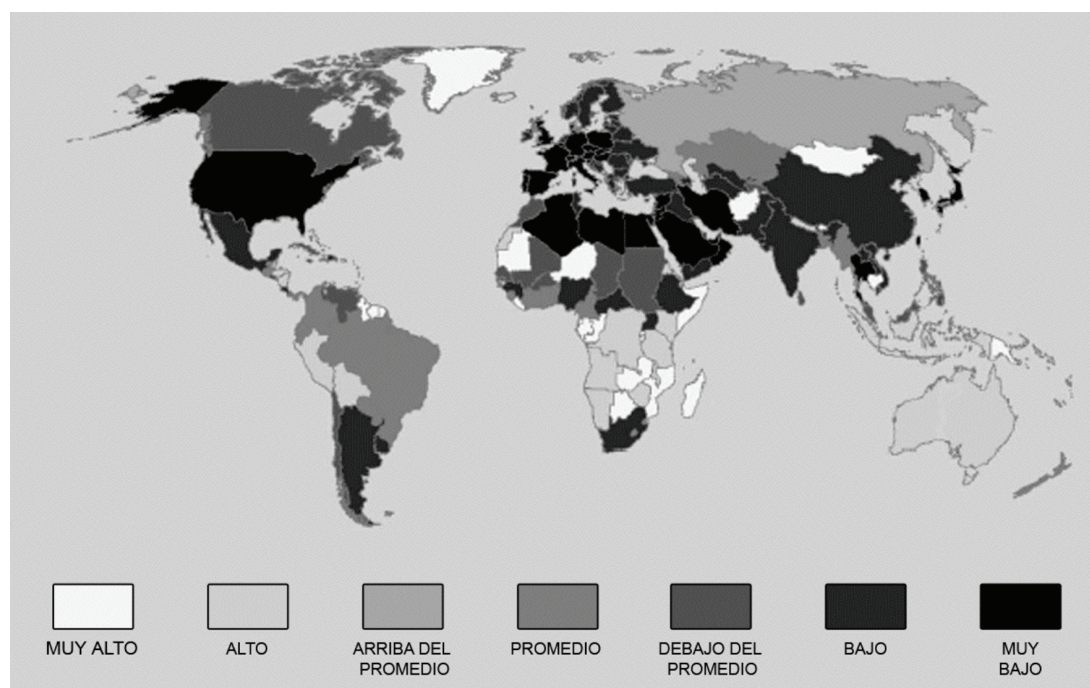 MUY ALTO
ALTO
ARRIBA DEL
PROMEDIO
PROMEDIO
DEBAJO DEL
PROMEDIO
BAJO
MUY
BAJO